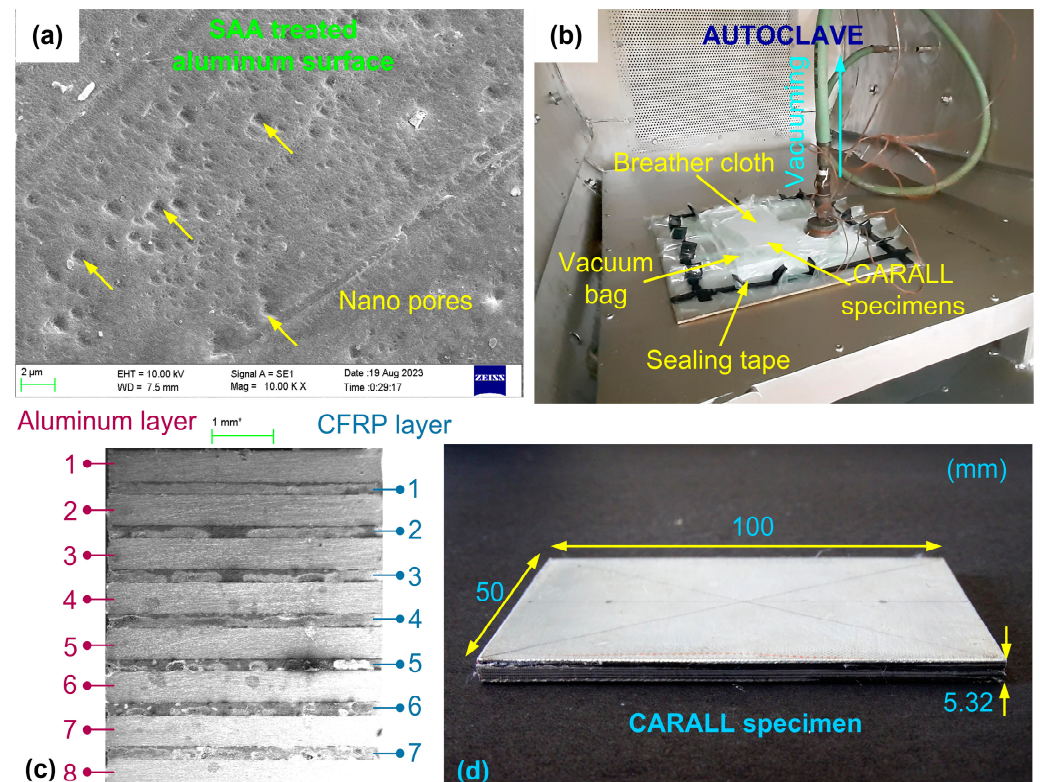 (a)
SAA treated
aluminum surface
Nano pores
2 µm
EHT = 10.00 kV
WD = 7.5 mm
Signal A = SE1
Mag = 10.00 K X
Date :19 Aug 2023
Time :0:29:17
ZEISS
(b)
AUTOCLAVE
Vacuuming
Breather cloth
Vacuum
bag
CARALL
specimens
Sealing tape
Aluminum layer
1 mm
CFRP layer
1
2
3
4
5
6
7
8
1
2
3
4
5
6
7
(c)
(mm)
100
50
5.32
CARALL specimen
(d)